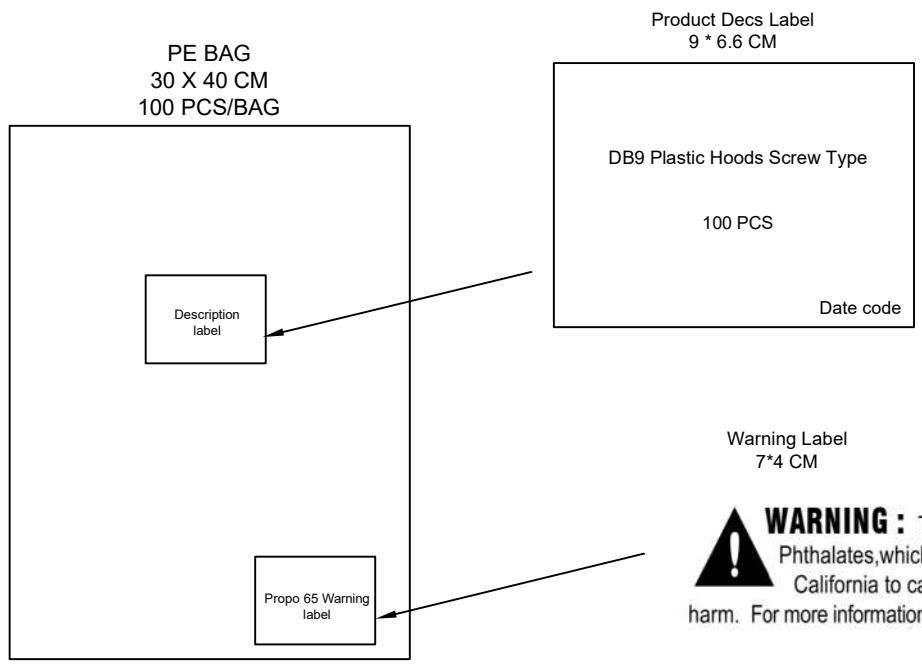 PE BAG
30 X 40 CM
100 PCS/BAG
Description
label
Propo 65 Warning
label
Product Decs Label
9 * 6.6 CM
DB9 Plastic Hoods Screw Type
100 PCS
Date code
Warning Label
7*4 CM
WARNING :
Phthalates,which
California to
harm. For more information